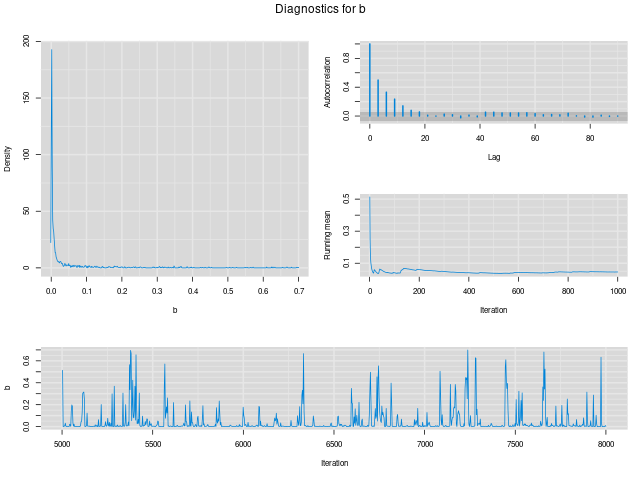 Diagnostics for b
Density
200
150
100
50
0
0.0 0.1 0.2 0.3 0.4 0.5 0.6 0.7
b
Autocorrelation
0.8
0.4
0.0
0 20 40 60 80
Lag
Running mean
0.5
0.3
0.1
0 200 400 600 800 1000
Iteration
b
0.6
0.4
0.2
0.0
5000 5500 6000 6500 7000 7500 8000
Iteration